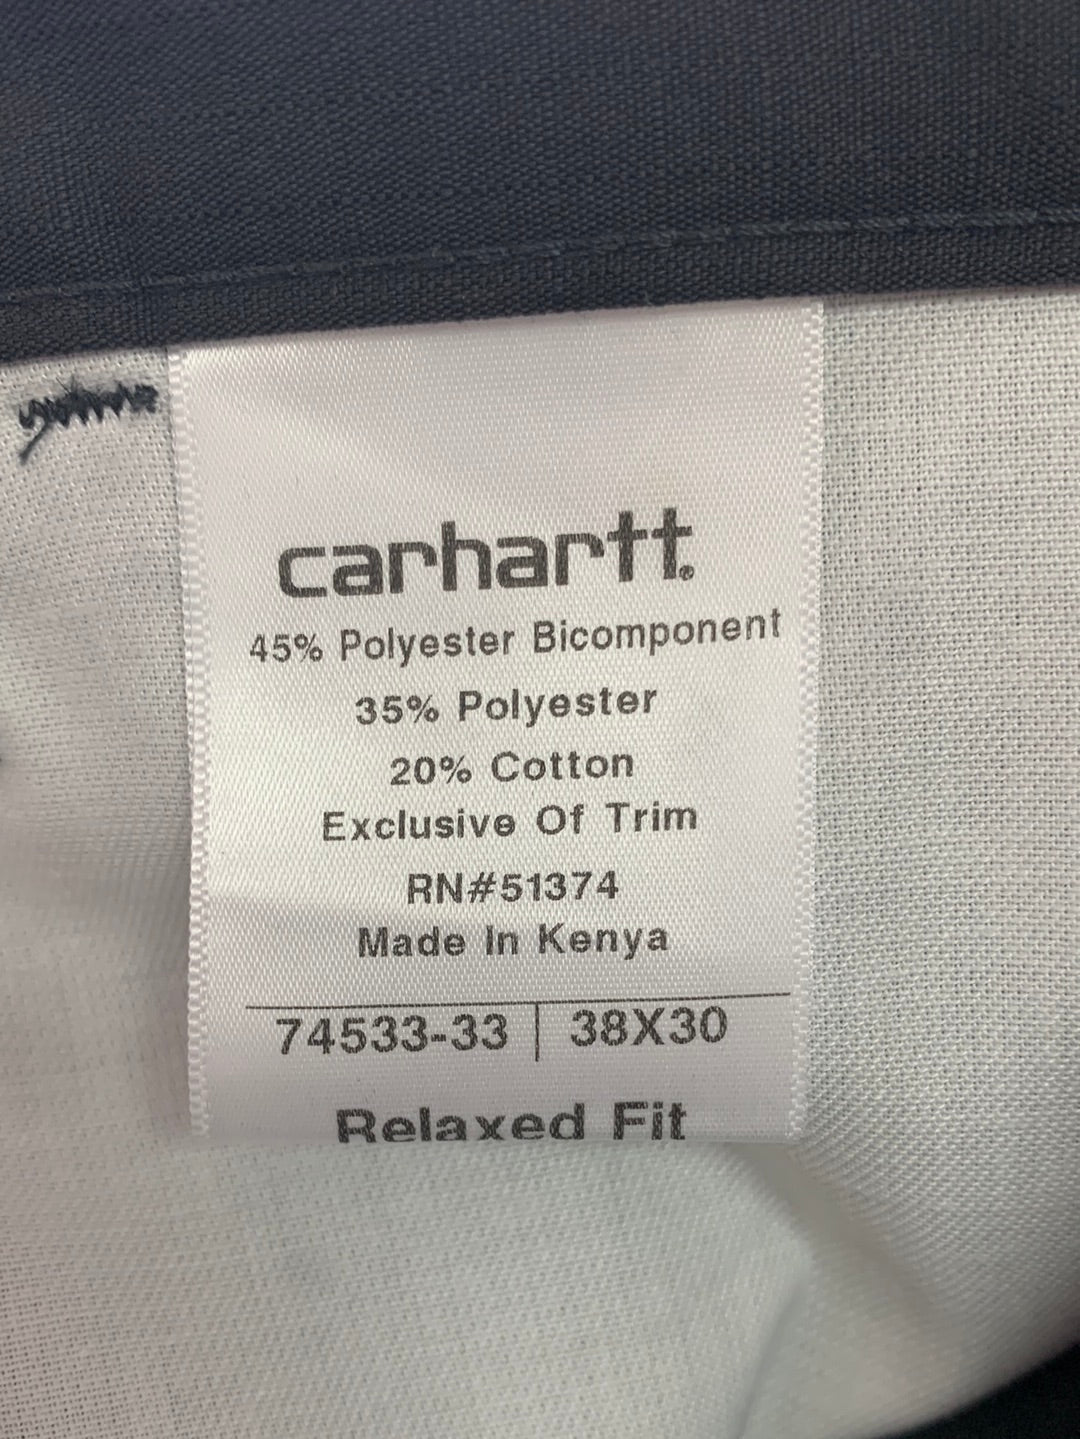 carhartt®
45% Polyester Bicomponent
35% Polyester
20% Cotton
Exclusive Of Trim
RN#51374
Made In Kenya
74533-33 | 38X30
Relaxed Fit